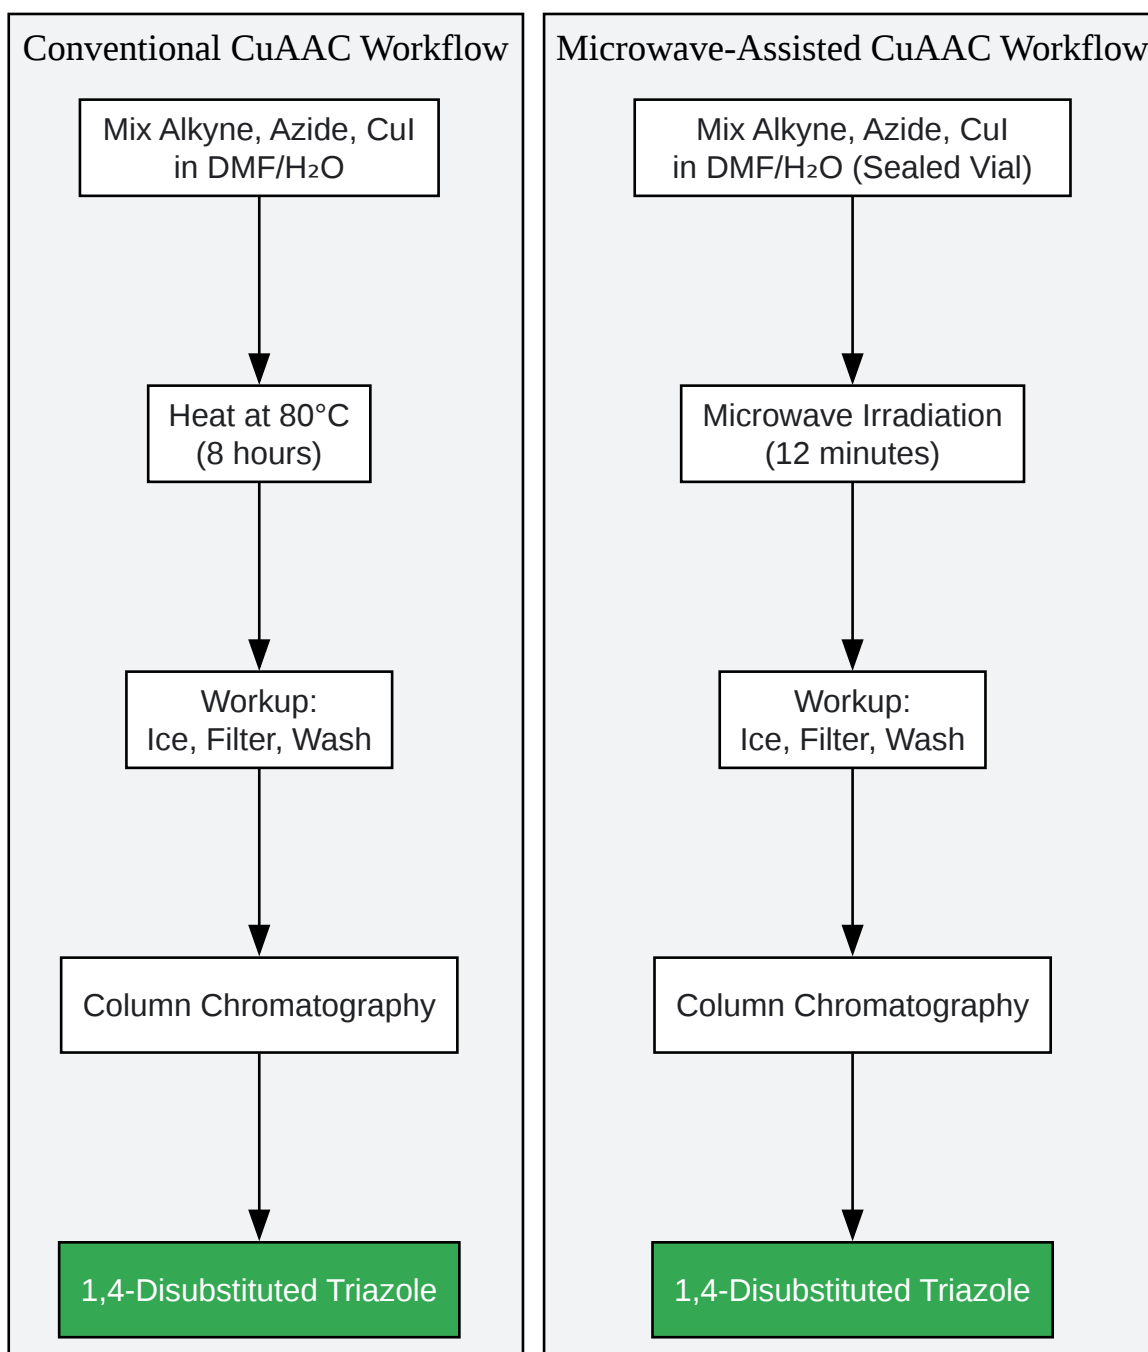 Conventional CuAAC Workflow
Mix Alkyne, Azide, CuI
in DMF/H₂O
Heat at 80°C
(8 hours)
Workup:
Ice, Filter, Wash
Column Chromatography
1,4-Disubstituted Triazole
Microwave-Assisted CuAAC Workflow
Mix Alkyne, Azide, CuI
in DMF/H₂O (Sealed Vial)
Microwave Irradiation
(12 minutes)
Workup:
Ice, Filter, Wash
Column Chromatography
1,4-Disubstituted Triazole